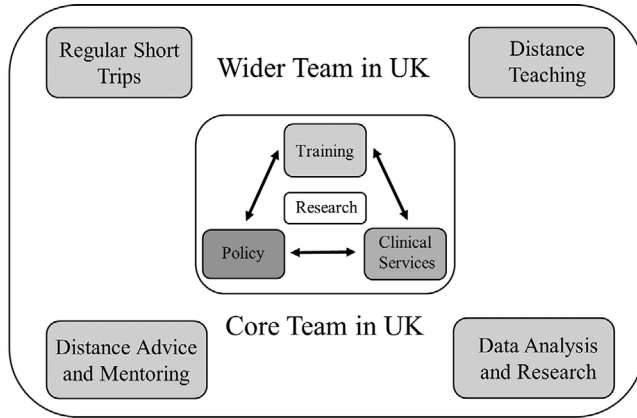 Regular Short
Trips
Wider Team in UK
Distance
Teaching
Training
Research
Policy
Clinical
Services
Core Team in UK
Distance Advice
and Mentoring
Data Analysis
and Research